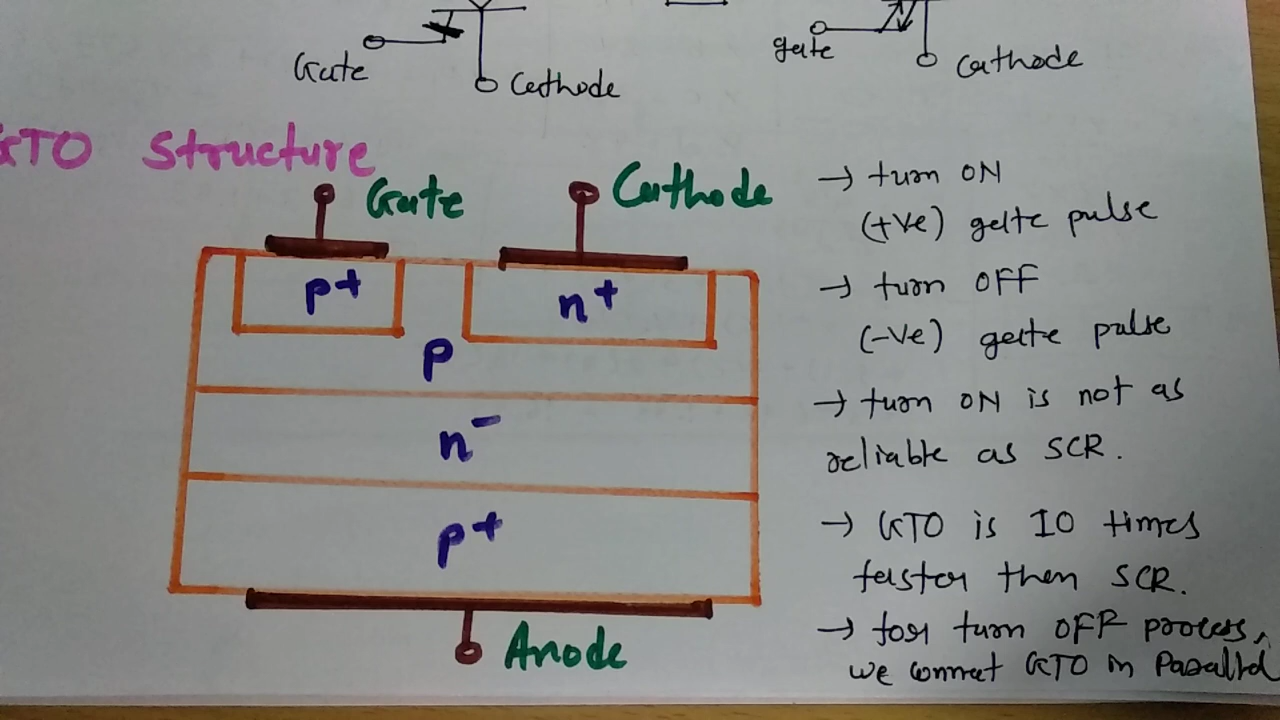 Gate
Cathode
gate
Cathode
GTO Structure
Gate
Cathode
p+
n+
p
n-
p+
Anode
→ turn ON
(+ve) gate pulse
→ turn OFF
(-ve) gate pulse
→ turn ON is not as
reliable as SCR.
→ GTO is 10 times
faster then SCR.
→ for turn OFF process,
we connect GTO in Parallel